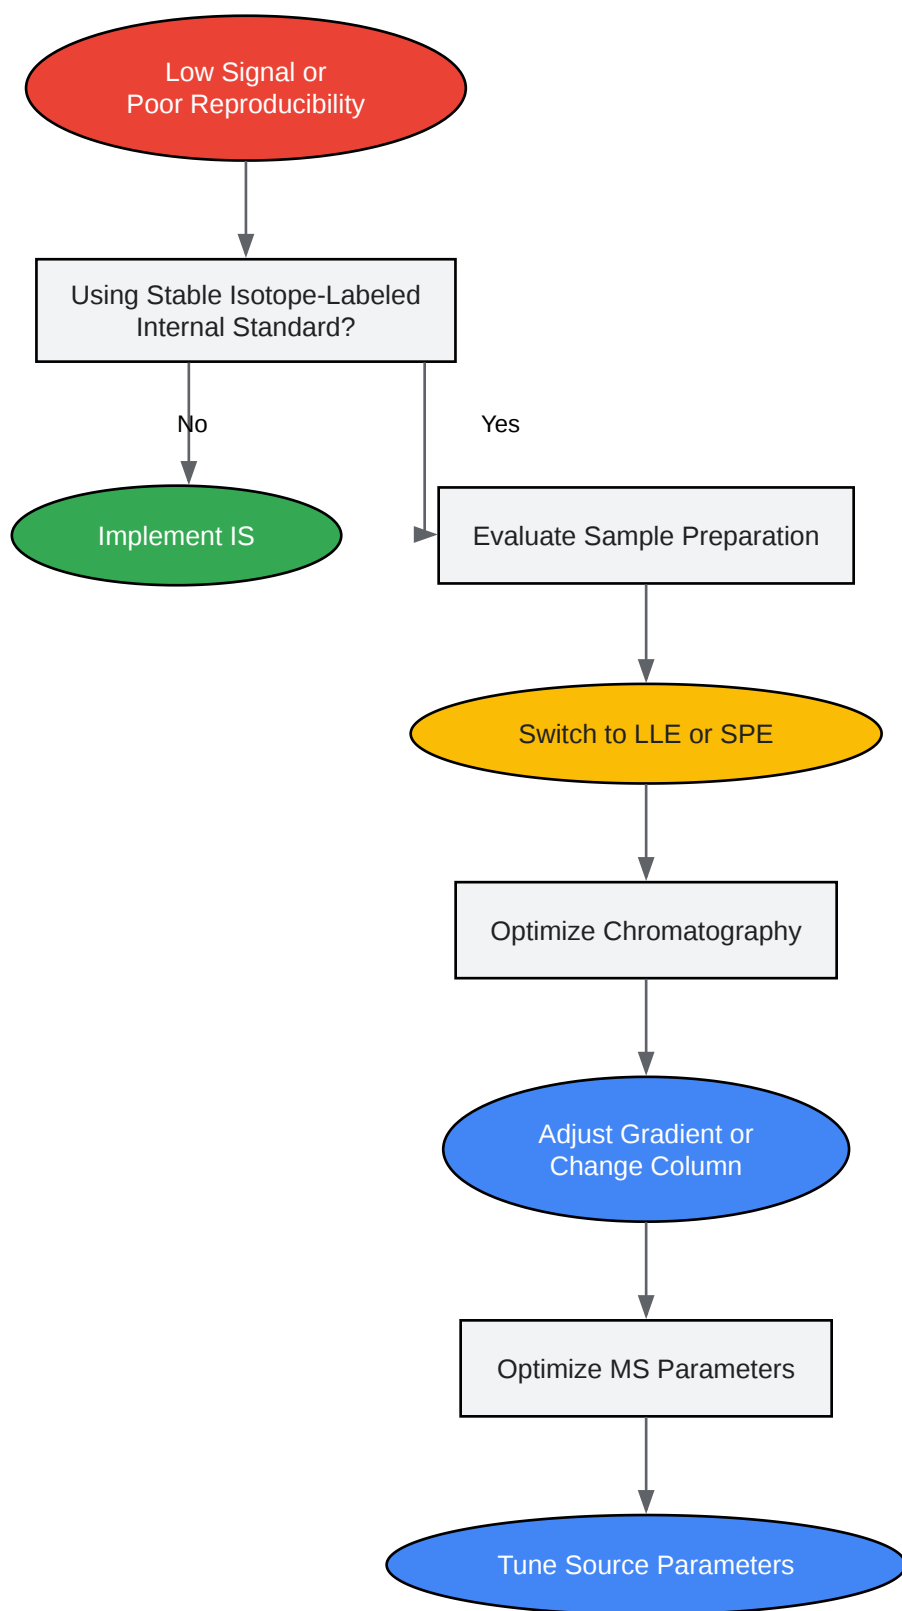 Low Signal or
Poor Reproducibility
Using Stable Isotope-Labeled
Internal Standard?
No
Yes
Implement IS
Evaluate Sample Preparation
Switch to LLE or SPE
Optimize Chromatography
Adjust Gradient or
Change Column
Optimize MS Parameters
Tune Source Parameters